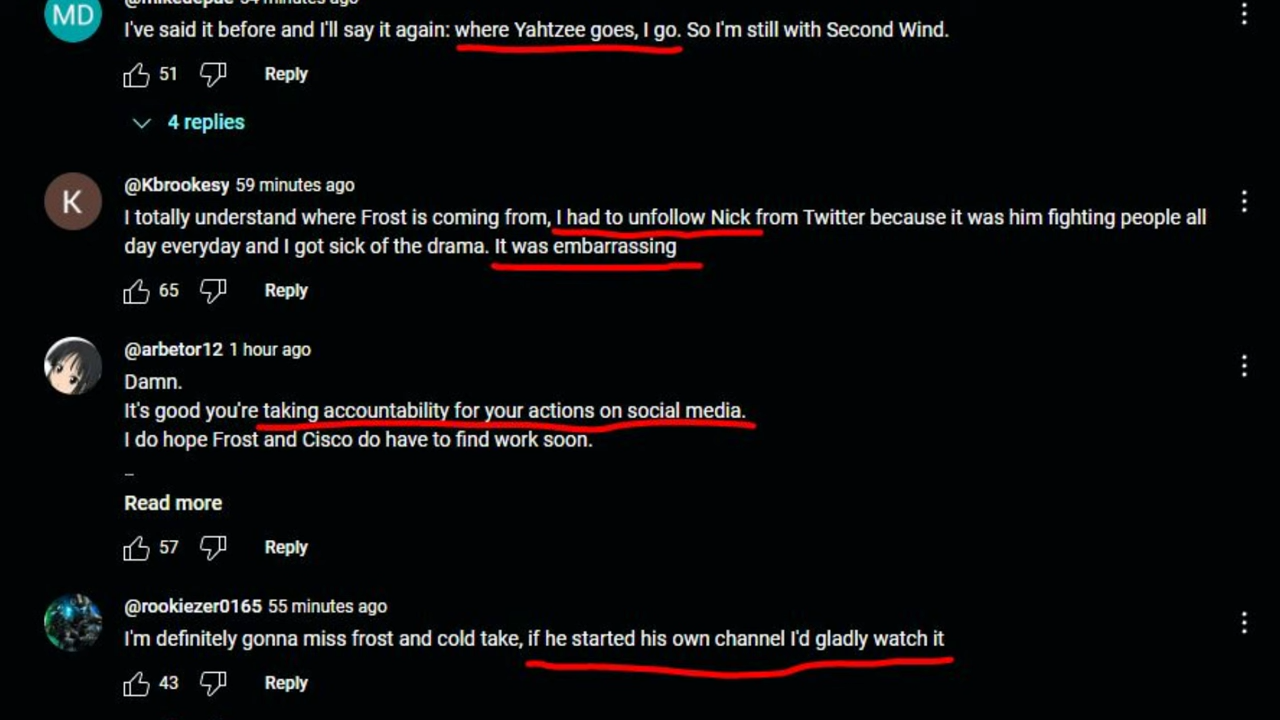 MD
I've said it before and I'll say it again: where Yahtzee goes, I go. So I'm still with Second Wind.
51 Reply
4 replies
K
@Kbrookesy 59 minutes ago
I totally understand where Frost is coming from, I had to unfollow Nick from Twitter because it was him fighting people all
day everyday and I got sick of the drama. It was embarrassing
65 Reply
@arbetor12 1 hour ago
Damn.
It's good you're taking accountability for your actions on social media.
I do hope Frost and Cisco do have to find work soon.
_
Read more
57 Reply
@rookiezer0165 55 minutes ago
I'm definitely gonna miss frost and cold take, if he started his own channel I'd gladly watch it
43 Reply